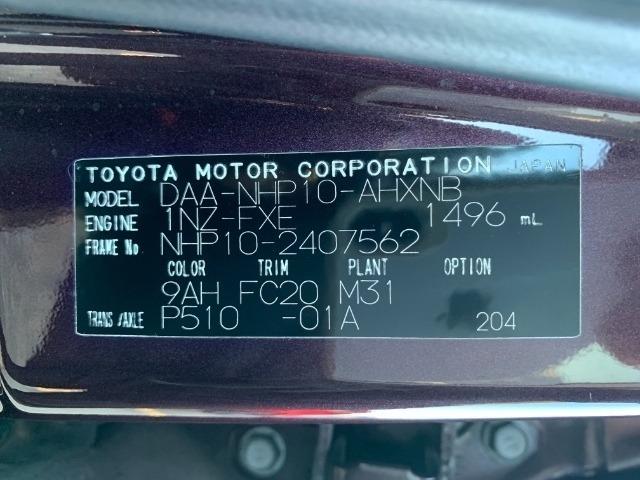 TOYOTA MOTOR CORPORATION JAPAN
MODEL DAA-NHP10-AHXNB
ENGINE 1NZ-FXE 1496 mL
FRAME No NHP10-2407562
COLOR TRIM PLANT OPTION
9AH FC20 M31
TRANS/AXLE P510 -01A 204